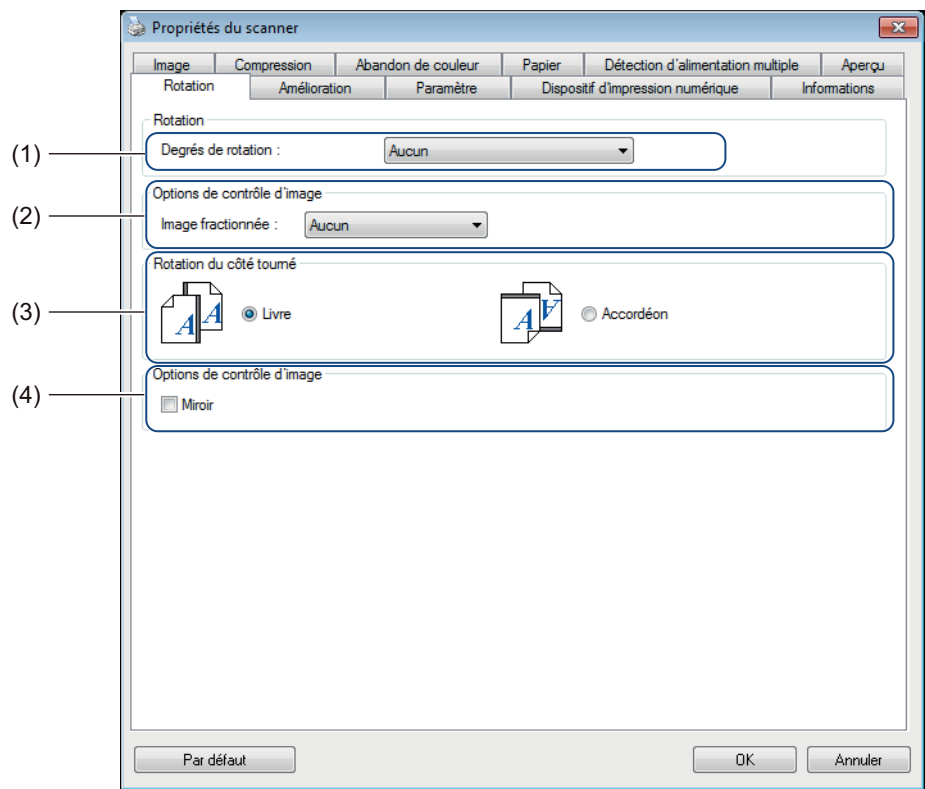 Propriétés du scanner
Image Compression Abandon de couleur Papier Détection d'alimentation multiple Aperçu
Rotation Amélioration Paramètre Dispositif d'impression numérique Informations
Rotation
(1) Degrés de rotation : Aucun
Options de contrôle d'image
(2) Image fractionnée : Aucun
Rotation du côté tourné
(3) A A Livre A A Accordéon
Options de contrôle d'image
(4) Miroir
Par défaut OK Annuler